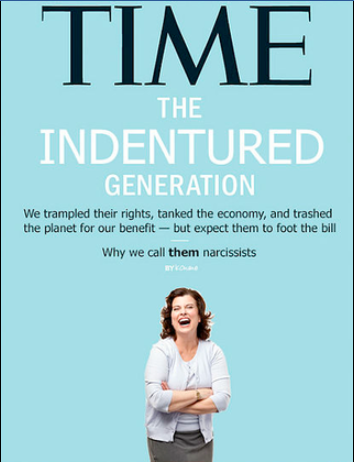 TIME
THE
INDENTURED
GENERATION
We trampled their rights, tanked the economy, and trashed
the planet for our benefit — but expect them to foot the bill
Why we call them narcissists
BY